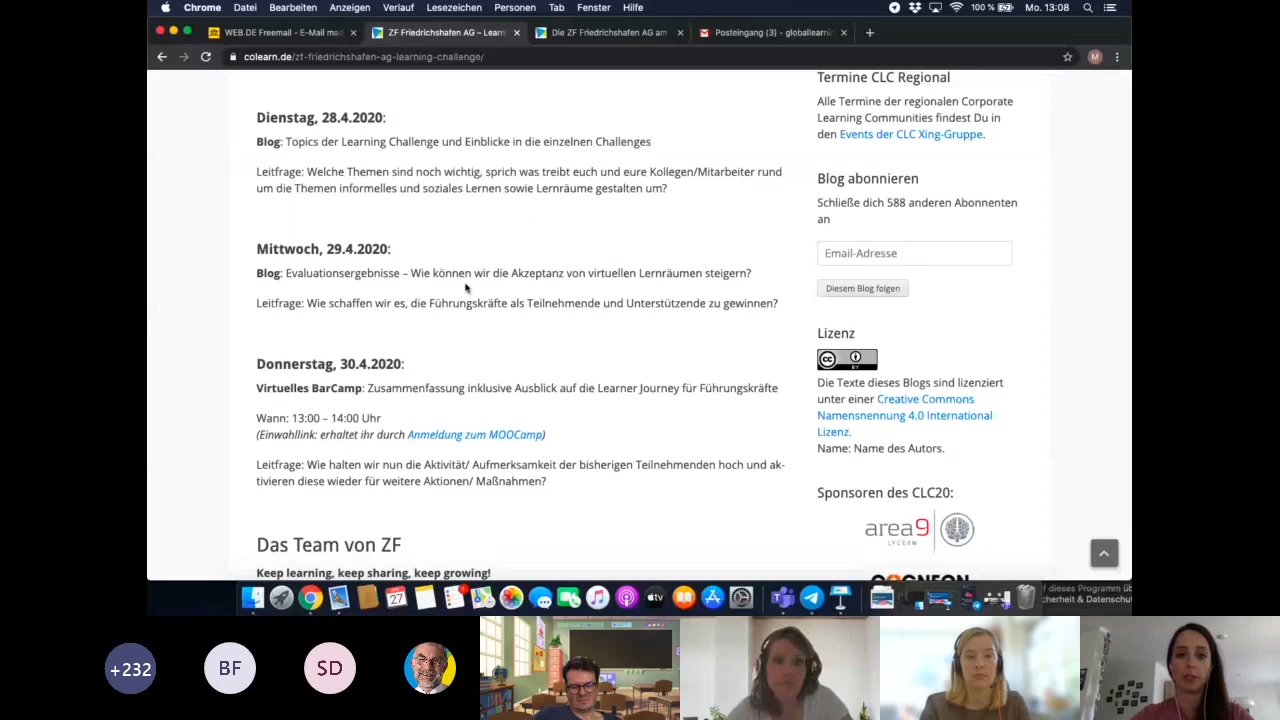 Chrome Datei Bearbeiten Anzeigen Verlauf Lesezeichen Personen Tab Fenster Hilfe 100 % Mo. 13:08
WEB.DE Freemail - E-Mail ma ZF Friedrichshafen AG – Learn Die ZF Friedrichshafen AG am Posteingang (3) - globallearnin
colearn.de/zf-friedrichshafen-ag-learning-challenge/ M
Dienstag, 28.4.2020:
Blog: Topics der Learning Challenge und Einblicke in die einzelnen Challenges
Leitfrage: Welche Themen sind noch wichtig, sprich was treibt euch und eure Kollegen/Mitarbeiter rund
um die Themen informelles und soziales Lernen sowie Lernräume gestalten um?
Mittwoch, 29.4.2020:
Blog: Evaluationsergebnisse – Wie können wir die Akzeptanz von virtuellen Lernräumen steigern?
Leitfrage: Wie schaffen wir es, die Führungskräfte als Teilnehmende und Unterstützende zu gewinnen?
Donnerstag, 30.4.2020:
Virtuelles BarCamp: Zusammenfassung inklusive Ausblick auf die Learner Journey für Führungskräfte
Wann: 13:00 – 14:00 Uhr
(Einwahllink: erhaltet ihr durch Anmeldung zum MOOCamp)
Leitfrage: Wie halten wir nun die Aktivität/ Aufmerksamkeit der bisherigen Teilnehmenden hoch und ak-
tivieren diese wieder für weitere Aktionen/ Maßnahmen?
Das Team von ZF
Keep learning, keep sharing, keep growing!
Termine CLC Regional
Alle Termine der regionalen Corporate
Learning Communities findest Du in
den Events der CLC Xing-Gruppe.
Blog abonnieren
Schließe dich 588 anderen Abonnenten
an
Email-Adresse
Diesem Blog folgen
Lizenz
cc BY
Die Texte dieses Blogs sind lizenziert
unter einer Creative Commons
Namensnennung 4.0 International
Lizenz.
Name: Name des Autors.
Sponsoren des CLC20:
area9
LYCEUM
COGNEON
27
tv
f dieses Programm üb
cherheit & Datenschut
+232 BF SD